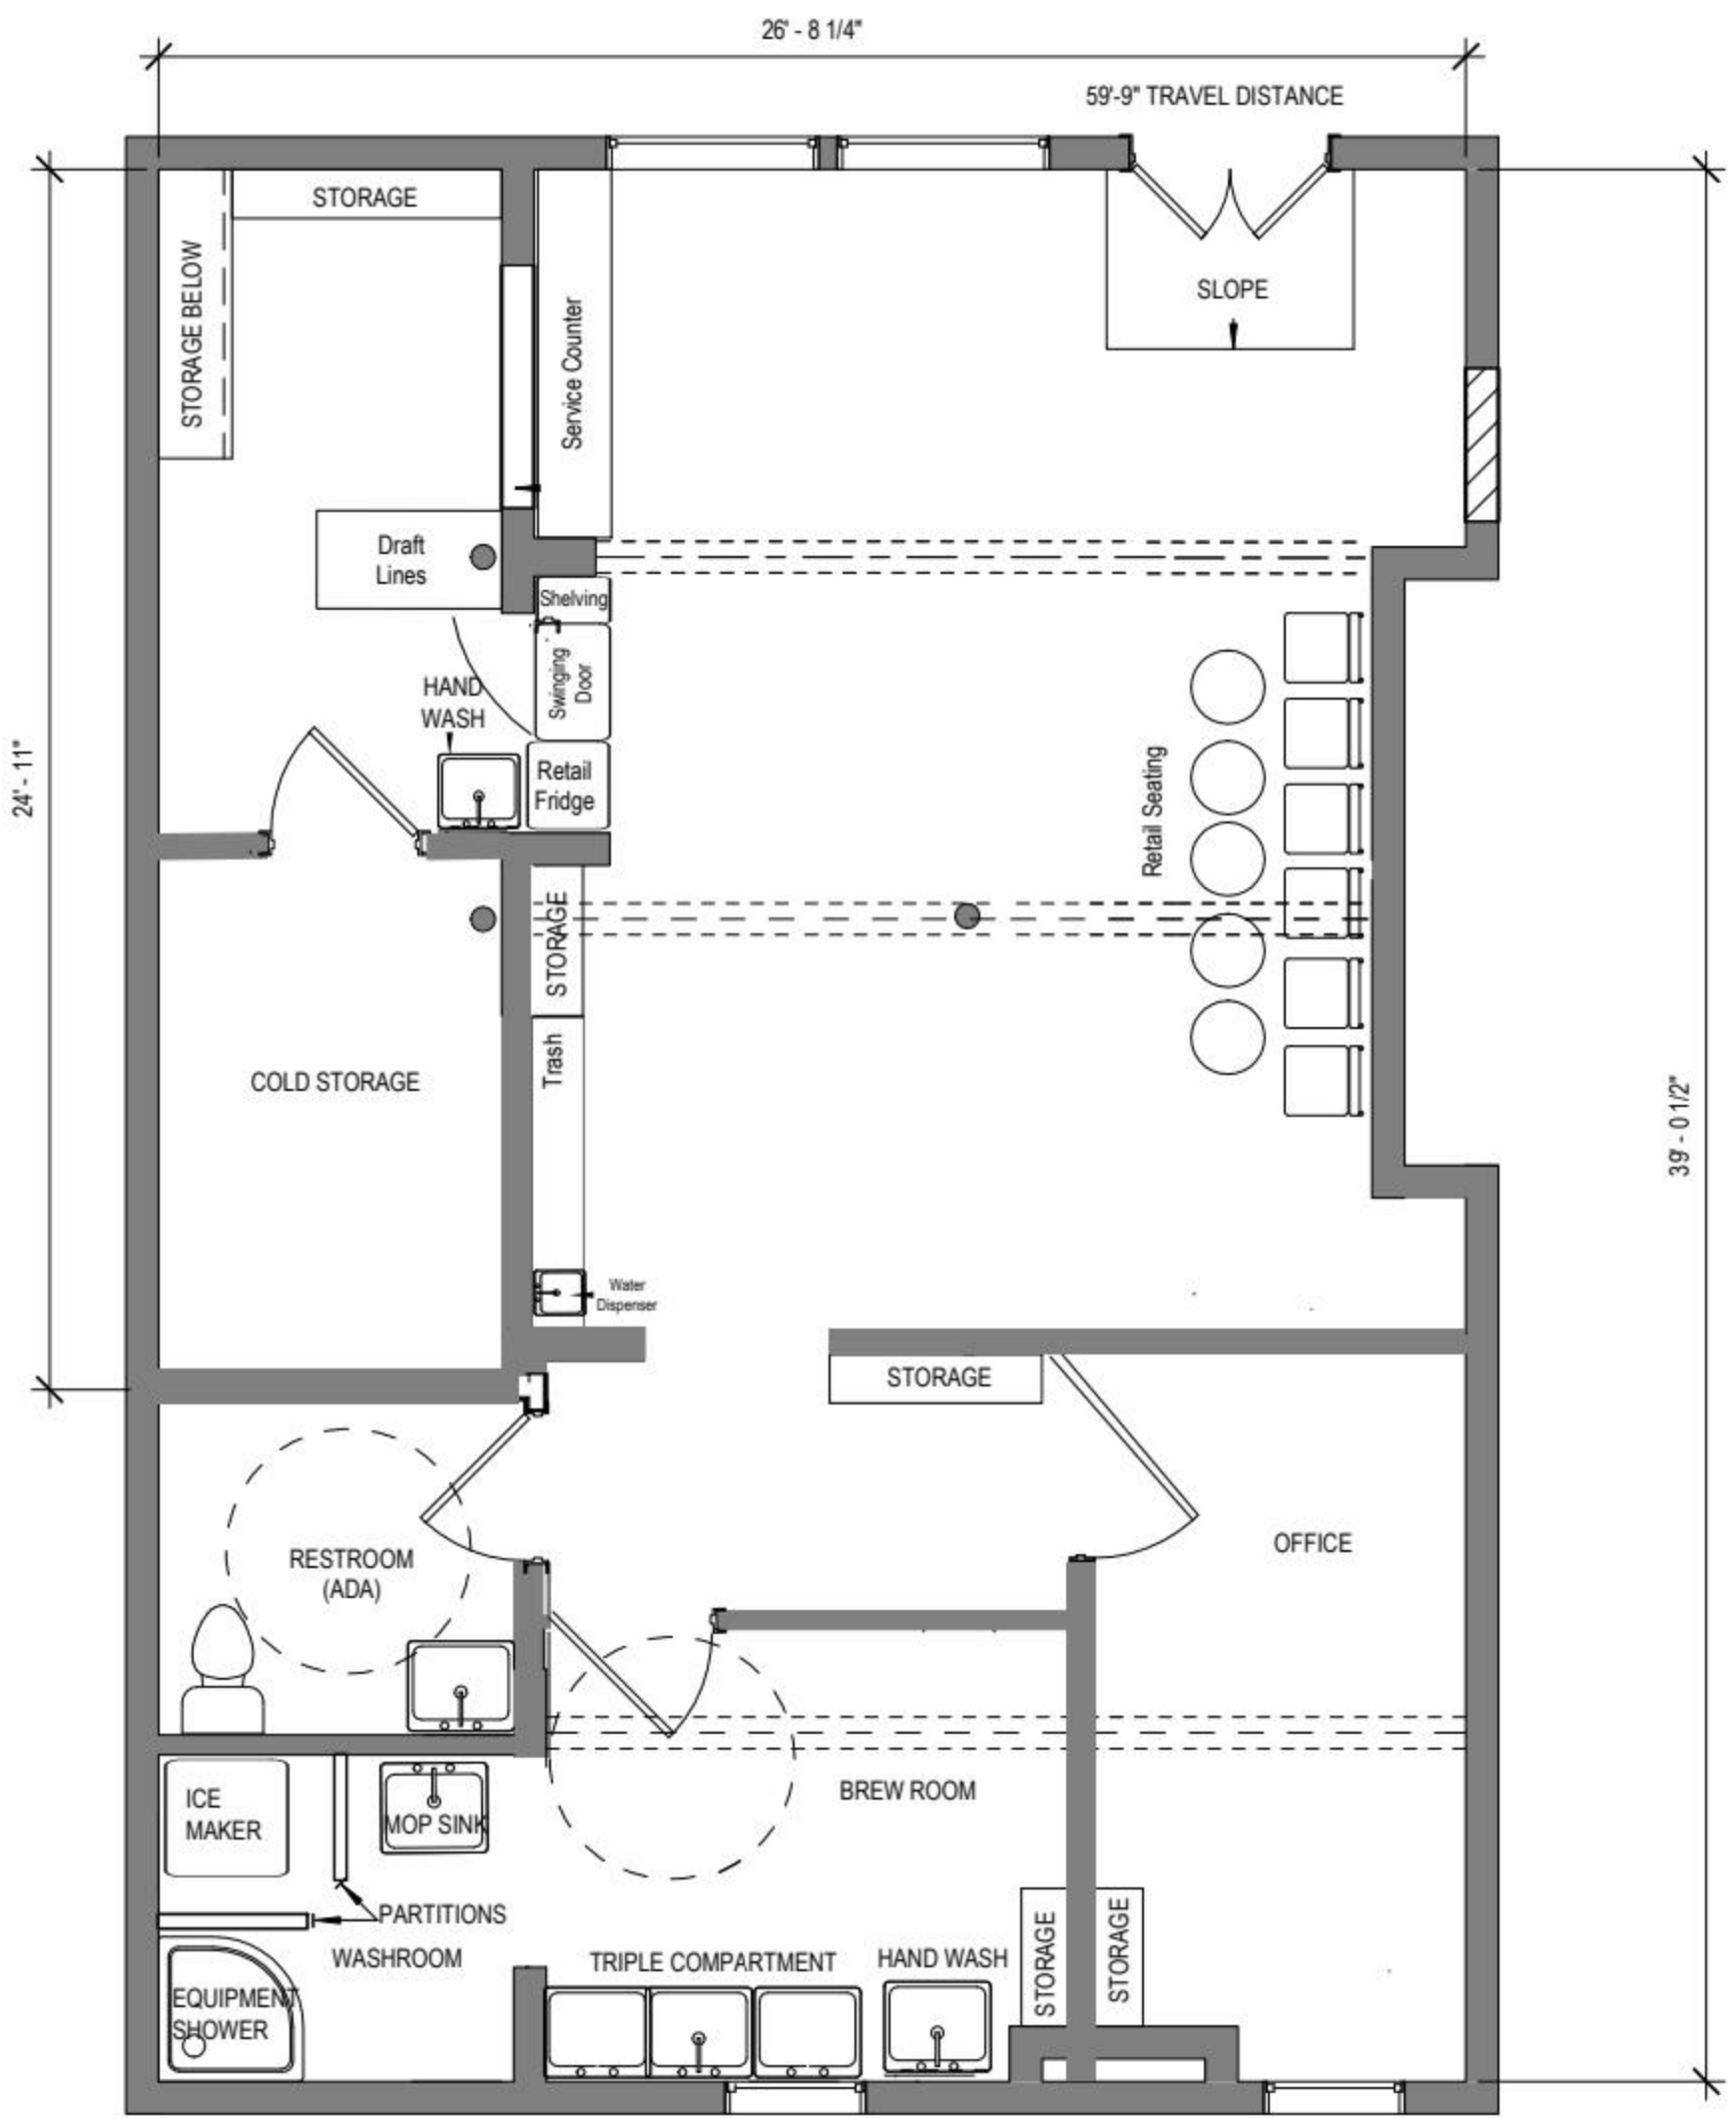 26' - 8 1/4"
59'-9" TRAVEL DISTANCE
STORAGE
STORAGE BELOW
Service Counter
SLOPE
Draft
Lines
Shelving
Swinging
Door
HAND
WASH
Retail
Fridge
24' - 11"
Retail Seating
STORAGE
Trash
COLD STORAGE
39' - 0 1/2"
Water
Dispenser
STORAGE
OFFICE
RESTROOM
(ADA)
BREW ROOM
ICE
MAKER
MOP SINK
PARTITIONS
WASHROOM
TRIPLE COMPARTMENT
HAND WASH
STORAGE
STORAGE
EQUIPMENT
SHOWER